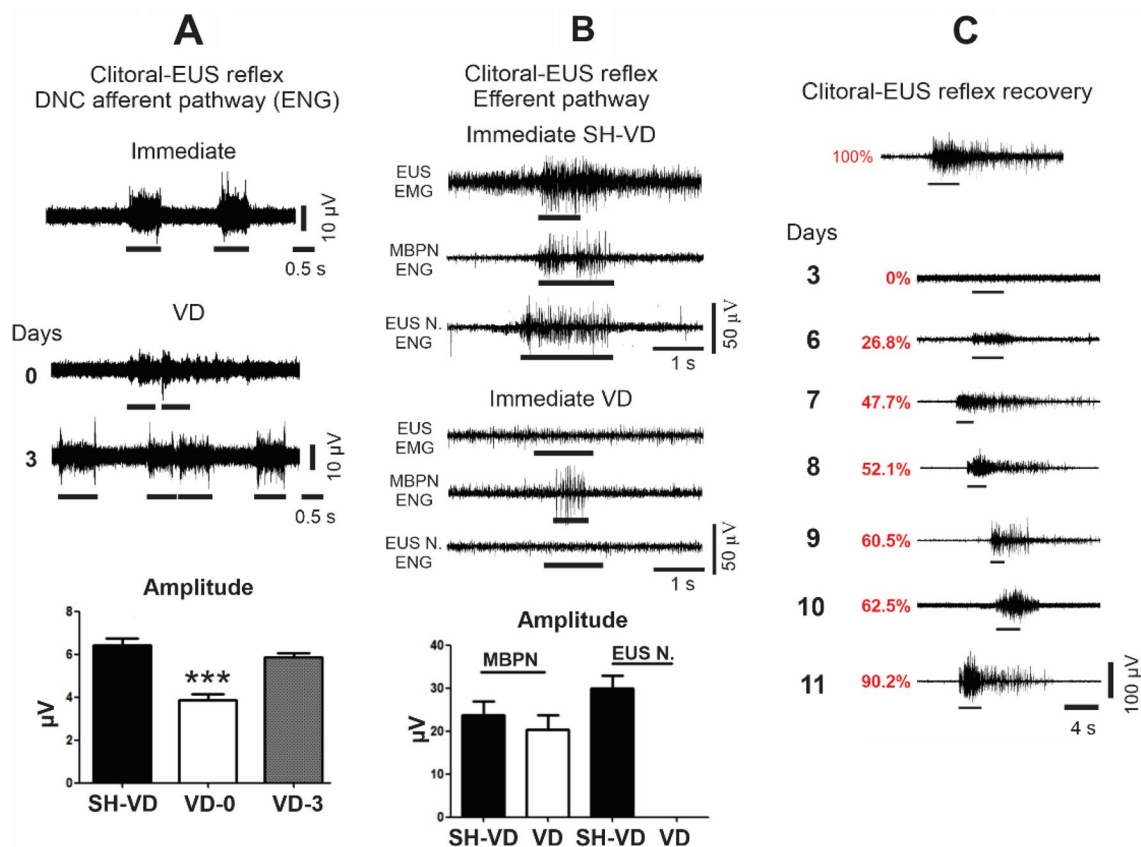 A
Clitoral-EUS reflex
DNC afferent pathway (ENG)
Immediate
10 µV
0.5 s
VD
Days
0
3
10 µV
0.5 s
Amplitude
µV
8
6
4
2
0
***
SH-VD VD-0 VD-3
B
Clitoral-EUS reflex
Efferent pathway
Immediate SH-VD
EUS
EMG
MBPN
ENG
EUS N.
ENG
50 µV
1 s
Immediate VD
EUS
EMG
MBPN
ENG
EUS N.
ENG
50 µV
1 s
Amplitude
µV
40
30
20
10
0
MBPN EUS N.
SH-VD VD SH-VD VD
C
Clitoral-EUS reflex recovery
100%
Days
3 0%
6 26.8%
7 47.7%
8 52.1%
9 60.5%
10 62.5%
11 90.2%
100 µV
4 s